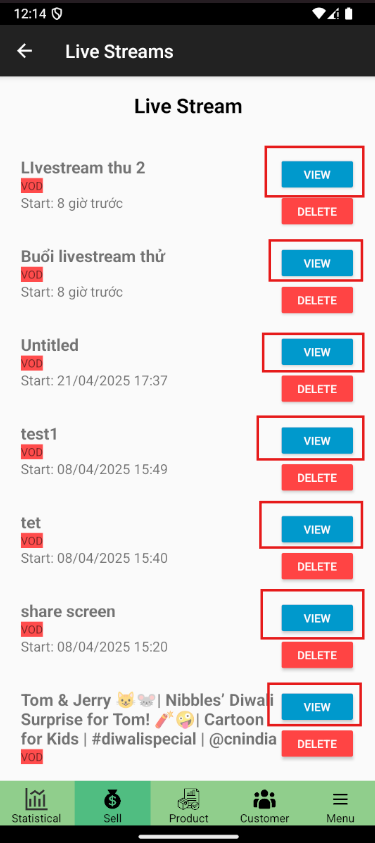 12:14
Live Streams
Live Stream
LIvestream thu 2
VOD
Start: 8 giờ trước
VIEW
DELETE
Buổi livestream thử
VOD
Start: 8 giờ trước
VIEW
DELETE
Untitled
VOD
Start: 21/04/2025 17:37
VIEW
DELETE
test1
VOD
Start: 08/04/2025 15:49
VIEW
DELETE
tet
VOD
Start: 08/04/2025 15:40
VIEW
DELETE
share screen
VOD
Start: 08/04/2025 15:20
VIEW
DELETE
Tom & Jerry 😺🐭| Nibbles’ Diwali
Surprise for Tom! 🧨🤪| Cartoon
for Kids | #diwalispecial | @cnindia
VOD
VIEW
DELETE
Statistical
Sell
Product
Customer
Menu